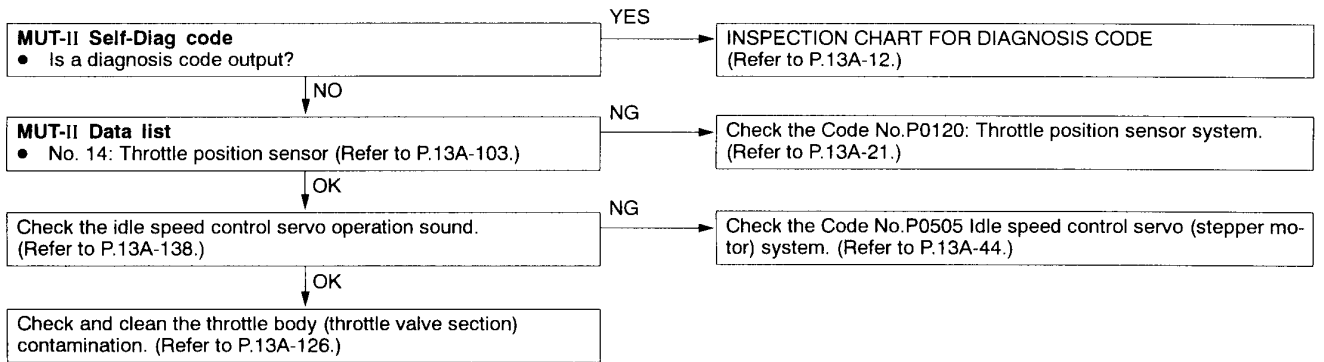 MUT-II Self-Diag code
● Is a diagnosis code output?
YES
INSPECTION CHART FOR DIAGNOSIS CODE
(Refer to P.13A-12.)
NO
MUT-II Data list
● No. 14: Throttle position sensor (Refer to P.13A-103.)
NG
Check the Code No.P0120: Throttle position sensor system.
(Refer to P.13A-21.)
OK
Check the idle speed control servo operation sound.
(Refer to P.13A-138.)
NG
Check the Code No.P0505 Idle speed control servo (stepper mo-
tor) system. (Refer to P.13A-44.)
OK
Check and clean the throttle body (throttle valve section)
contamination. (Refer to P.13A-126.)